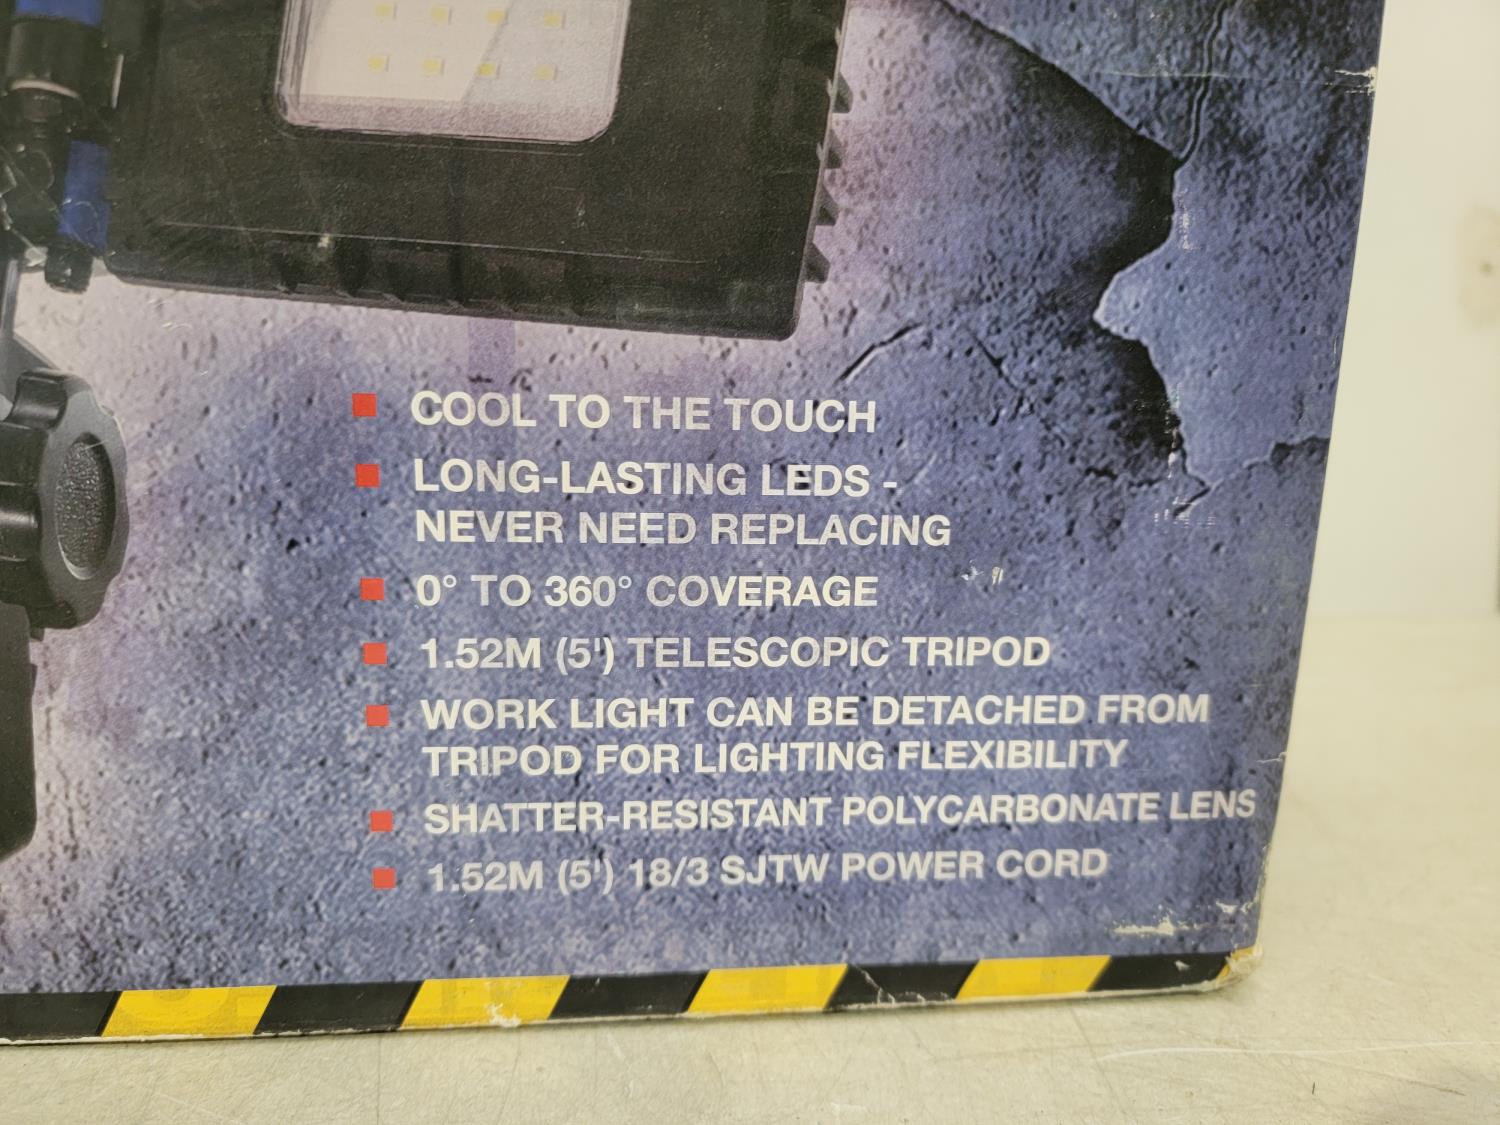 COOL TO THE TOUCH
LONG-LASTING LEDS -
NEVER NEED REPLACING
0° TO 360° COVERAGE
1.52M (5') TELESCOPIC TRIPOD
WORK LIGHT CAN BE DETACHED FROM
TRIPOD FOR LIGHTING FLEXIBILITY
SHATTER-RESISTANT POLYCARBONATE LENS
1.52M (5') 18/3 SJTW POWER CORD